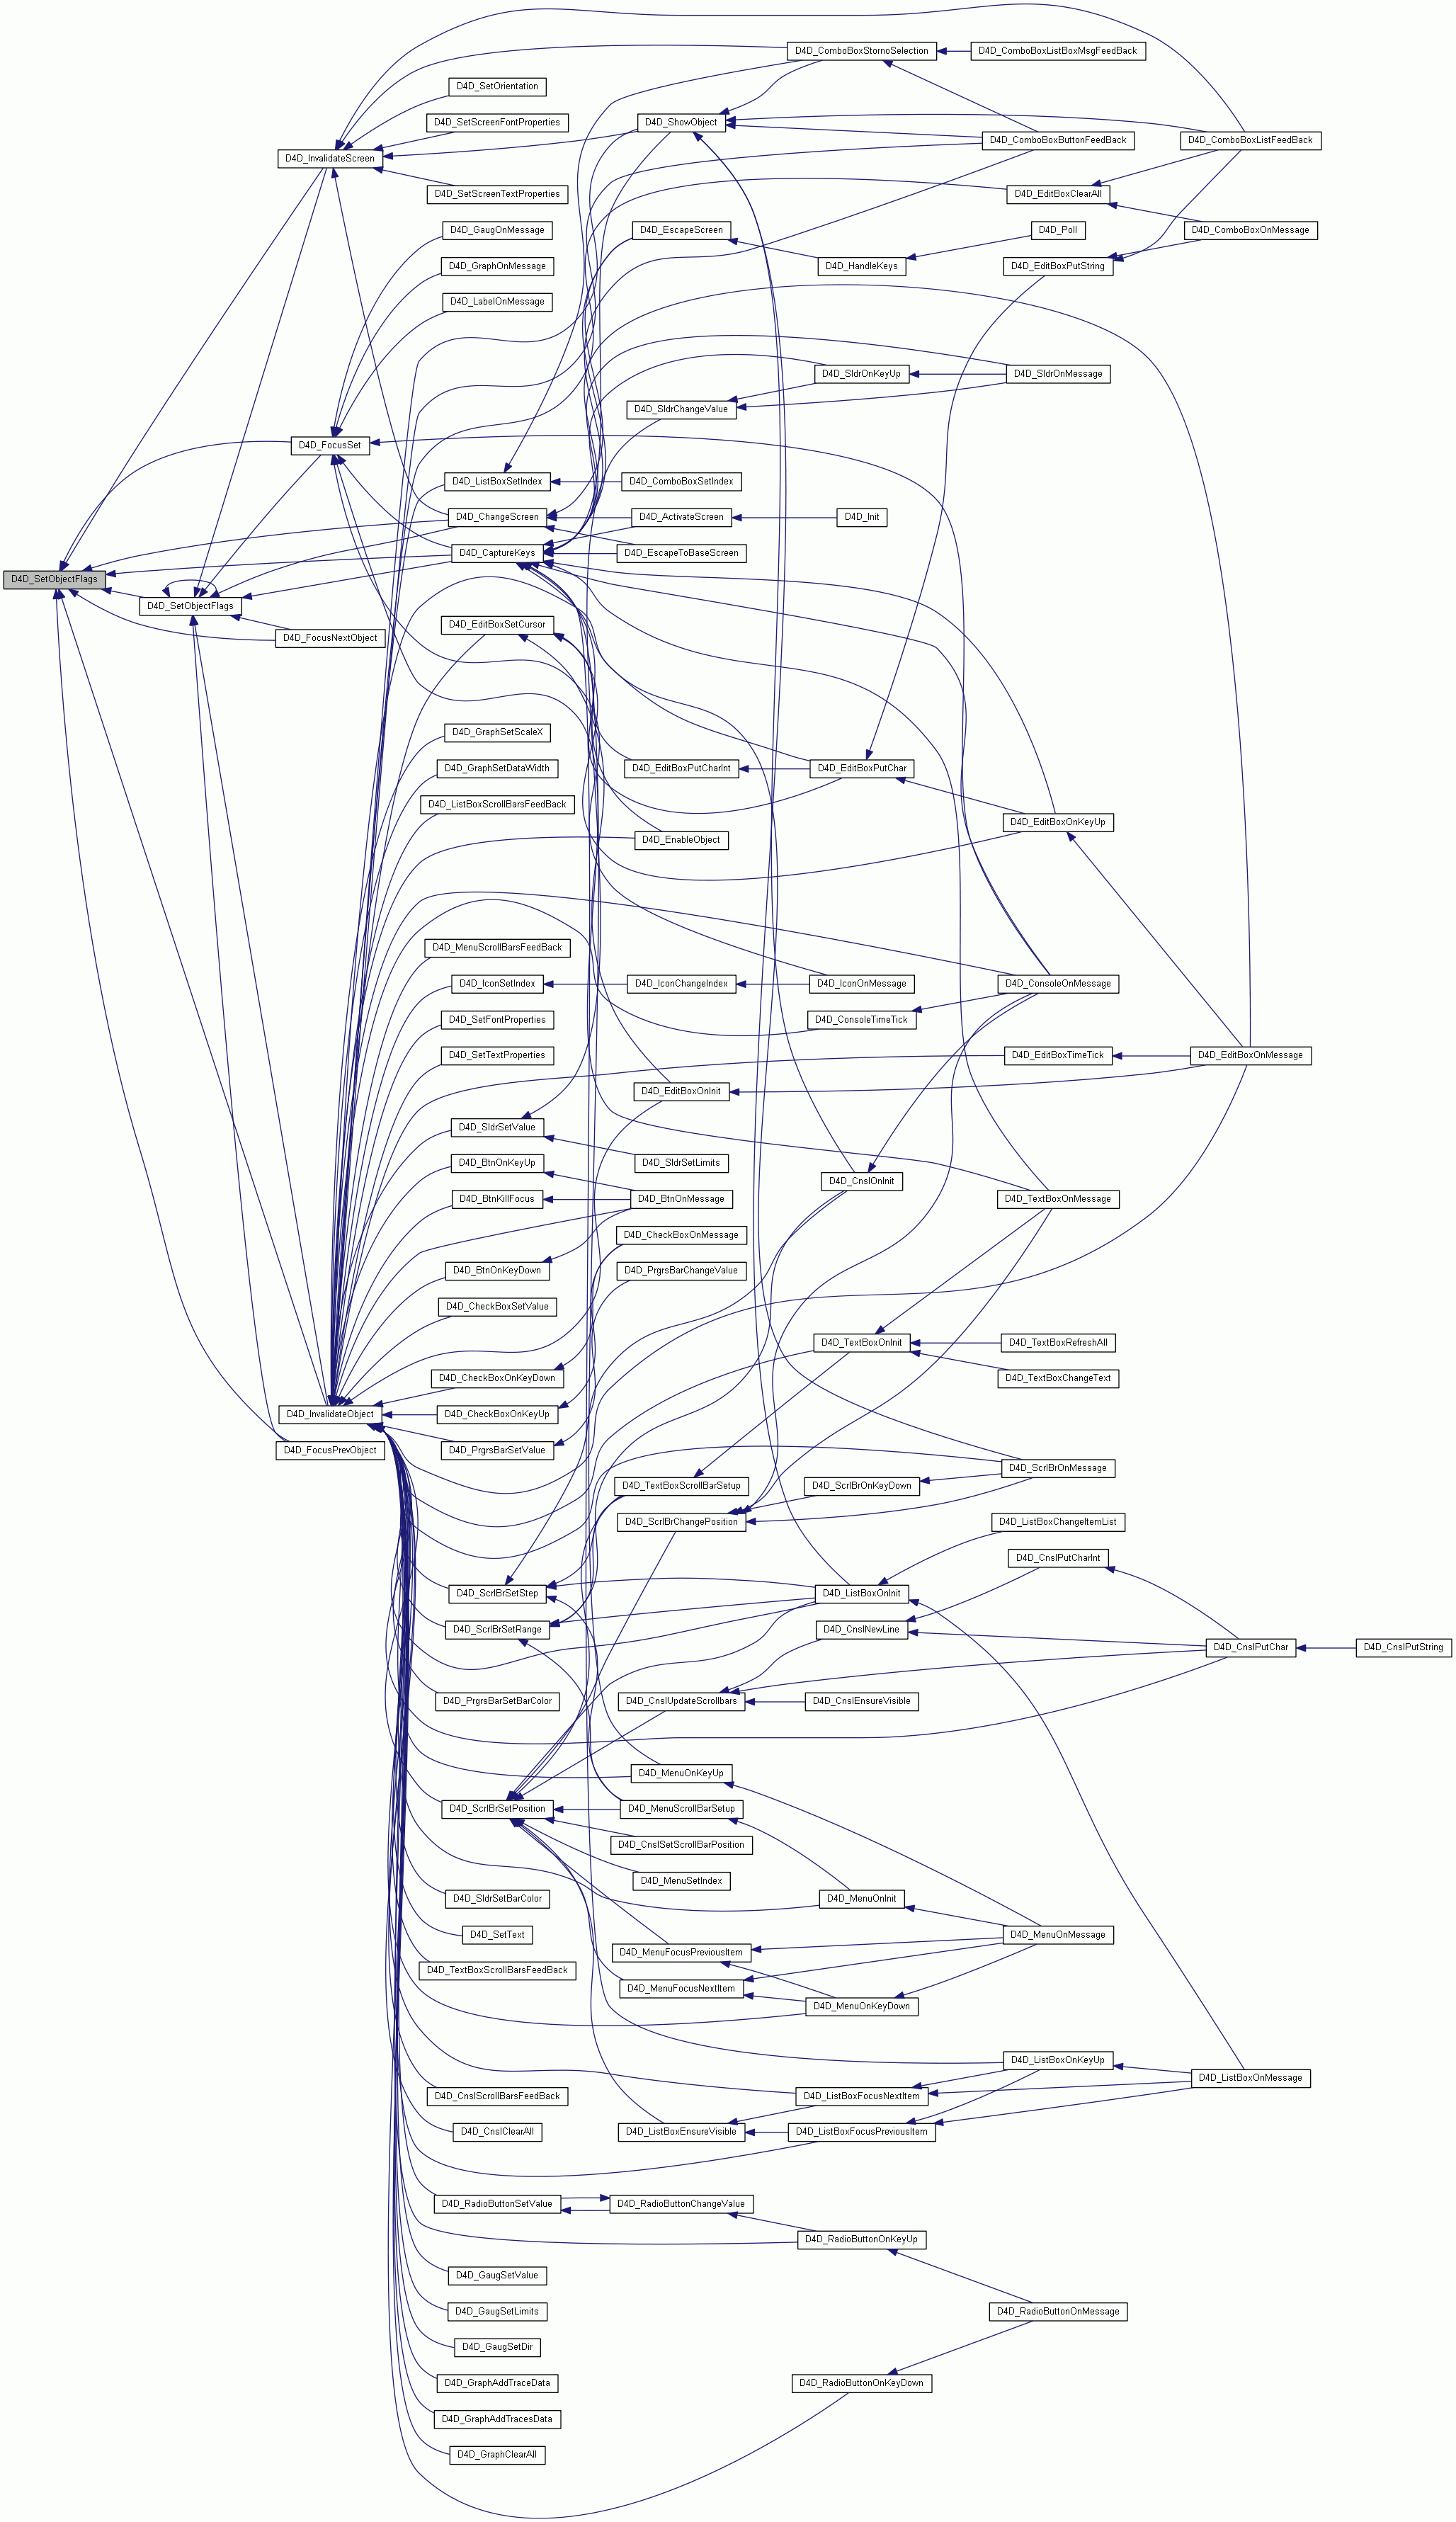 D4D_ComboBoxStornoSelection
D4D_ComboBoxListBoxMsgFeedBack
D4D_SetOrientation
D4D_SetScreenFontProperties
D4D_ShowObject
D4D_ComboBoxButtonFeedBack
D4D_ComboBoxListFeedBack
D4D_InvalidateScreen
D4D_SetScreenTextProperties
D4D_EditBoxClearAll
D4D_GaugOnMessage
D4D_EscapeScreen
D4D_Poll
D4D_ComboBoxOnMessage
D4D_GraphOnMessage
D4D_HandleKeys
D4D_EditBoxPutString
D4D_LabelOnMessage
D4D_SldrOnKeyUp
D4D_SldrOnMessage
D4D_SldrChangeValue
D4D_FocusSet
D4D_ListBoxSetIndex
D4D_ComboBoxSetIndex
D4D_ChangeScreen
D4D_ActivateScreen
D4D_Init
D4D_CaptureKeys
D4D_EscapeToBaseScreen
D4D_SetObjectFlags
D4D_SetObjectFlags
D4D_FocusNextObject
D4D_EditBoxSetCursor
D4D_GraphSetScaleX
D4D_GraphSetDataWidth
D4D_EditBoxPutCharInt
D4D_EditBoxPutChar
D4D_ListBoxScrollBarsFeedBack
D4D_EditBoxOnKeyUp
D4D_EnableObject
D4D_MenuScrollBarsFeedBack
D4D_IconSetIndex
D4D_IconChangeIndex
D4D_IconOnMessage
D4D_ConsoleOnMessage
D4D_SetFontProperties
D4D_ConsoleTimeTick
D4D_SetTextProperties
D4D_EditBoxTimeTick
D4D_EditBoxOnMessage
D4D_EditBoxOnInit
D4D_SldrSetValue
D4D_BtnOnKeyUp
D4D_SldrSetLimits
D4D_CnslOnInit
D4D_BtnKillFocus
D4D_BtnOnMessage
D4D_TextBoxOnMessage
D4D_CheckBoxOnMessage
D4D_BtnOnKeyDown
D4D_PrgrsBarChangeValue
D4D_CheckBoxSetValue
D4D_TextBoxOnInit
D4D_TextBoxRefreshAll
D4D_CheckBoxOnKeyDown
D4D_TextBoxChangeText
D4D_InvalidateObject
D4D_CheckBoxOnKeyUp
D4D_FocusPrevObject
D4D_PrgrsBarSetValue
D4D_ScrlBrOnMessage
D4D_TextBoxScrollBarSetup
D4D_ScrlBrOnKeyDown
D4D_ScrlBrChangePosition
D4D_ListBoxChangeItemList
D4D_CnslPutCharInt
D4D_ScrlBrSetStep
D4D_ListBoxOnInit
D4D_ScrlBrSetRange
D4D_CnslNewLine
D4D_CnslPutChar
D4D_CnslPutString
D4D_PrgrsBarSetBarColor
D4D_CnslUpdateScrollbars
D4D_CnslEnsureVisible
D4D_MenuOnKeyUp
D4D_ScrlBrSetPosition
D4D_MenuScrollBarSetup
D4D_CnslSetScrollBarPosition
D4D_MenuSetIndex
D4D_SldrSetBarColor
D4D_MenuOnInit
D4D_SetText
D4D_MenuOnMessage
D4D_MenuFocusPreviousItem
D4D_TextBoxScrollBarsFeedBack
D4D_MenuFocusNextItem
D4D_MenuOnKeyDown
D4D_ListBoxOnKeyUp
D4D_ListBoxOnMessage
D4D_CnslScrollBarsFeedBack
D4D_ListBoxFocusNextItem
D4D_CnslClearAll
D4D_ListBoxEnsureVisible
D4D_ListBoxFocusPreviousItem
D4D_RadioButtonSetValue
D4D_RadioButtonChangeValue
D4D_RadioButtonOnKeyUp
D4D_GaugSetValue
D4D_GaugSetLimits
D4D_RadioButtonOnMessage
D4D_GaugSetDir
D4D_GraphAddTraceData
D4D_RadioButtonOnKeyDown
D4D_GraphAddTracesData
D4D_GraphClearAll